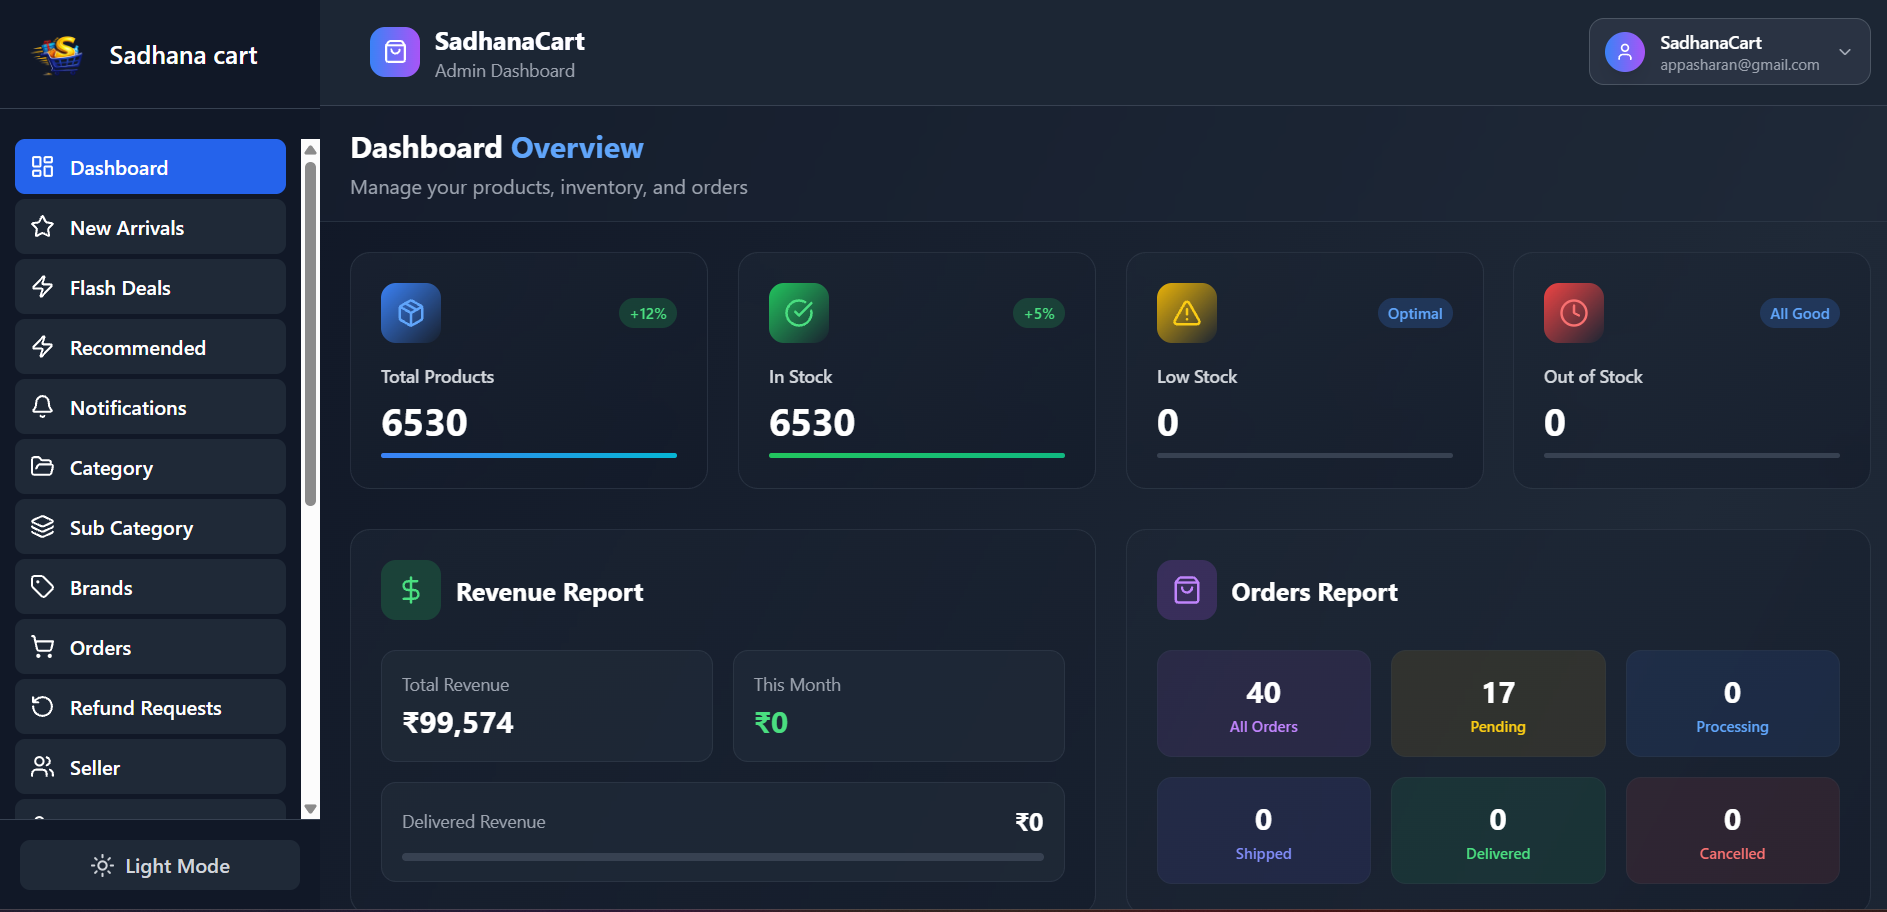 Sadhana cart
Dashboard
New Arrivals
Flash Deals
Recommended
Notifications
Category
Sub Category
Brands
Orders
Refund Requests
Seller
Light Mode
SadhanaCart
Admin Dashboard
SadhanaCart
appasharan@gmail.com
Dashboard Overview
Manage your products, inventory, and orders
+12%
Total Products
6530
+5%
In Stock
6530
Optimal
Low Stock
0
All Good
Out of Stock
0
Revenue Report
Total Revenue
₹99,574
This Month
₹0
Delivered Revenue
₹0
Orders Report
40
All Orders
17
Pending
0
Processing
0
Shipped
0
Delivered
0
Cancelled